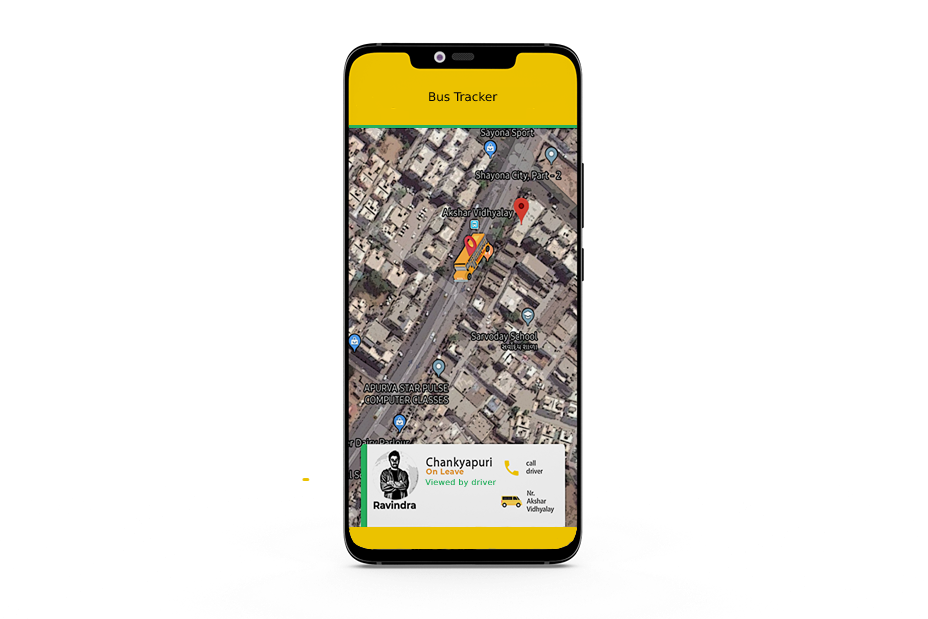 Bus Tracker
Sayona Sport
Shayona City, Part - 2
Akshar Vidhyalay
Sarvoday School
APURVA STAR PULSE
COMPUTER CLASSES
r Dairy Parlour
Chankyapuri
On Leave
Viewed by driver
call
driver
Ravindra
Nr.
Akshar
Vidhyalay